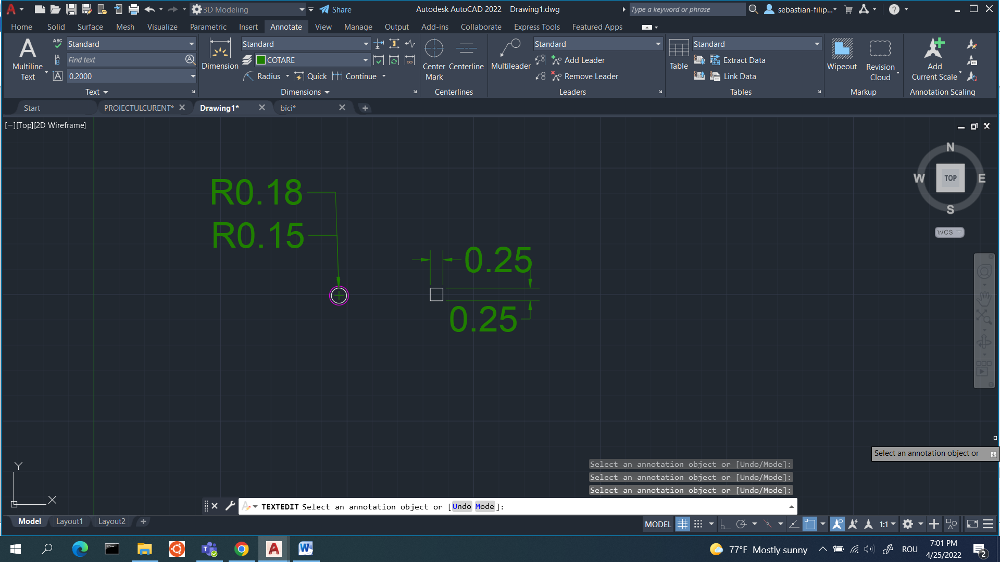 3D Modeling
Share
Autodesk AutoCAD 2022 Drawing1.dwg
Type a keyword or phrase
sebastian-filip...
Home Solid Surface Mesh Visualize Parametric Insert Annotate View Manage Output Add-ins Collaborate Express Tools Featured Apps
A
Multiline
Text
ABC
Standard
Find text
0.2000
Text
Dimension
Standard
COTARE
Radius
Quick
Continue
Dimensions
Center
Mark
Centerline
Centerlines
Multileader
Standard
Add Leader
Remove Leader
Leaders
Table
Standard
Extract Data
Link Data
Tables
Wipeout
Revision
Cloud
Markup
Add
Current Scale
Annotation Scaling
Start
PROIECTULCURENT*
Drawing1*
bici*
[−][Top][2D Wireframe]
N
W
TOP
E
S
WCS
R0.18
R0.15
0.25
0.25
Select an annotation object or
Select an annotation object or [Undo/Mode]:
Select an annotation object or [Undo/Mode]:
Select an annotation object or [Undo/Mode]:
TEXTEDIT Select an annotation object or [Undo Mode]:
Y
X
Model Layout1 Layout2
MODEL
1:1
77°F Mostly sunny
ROU
7:01 PM
4/25/2022
2